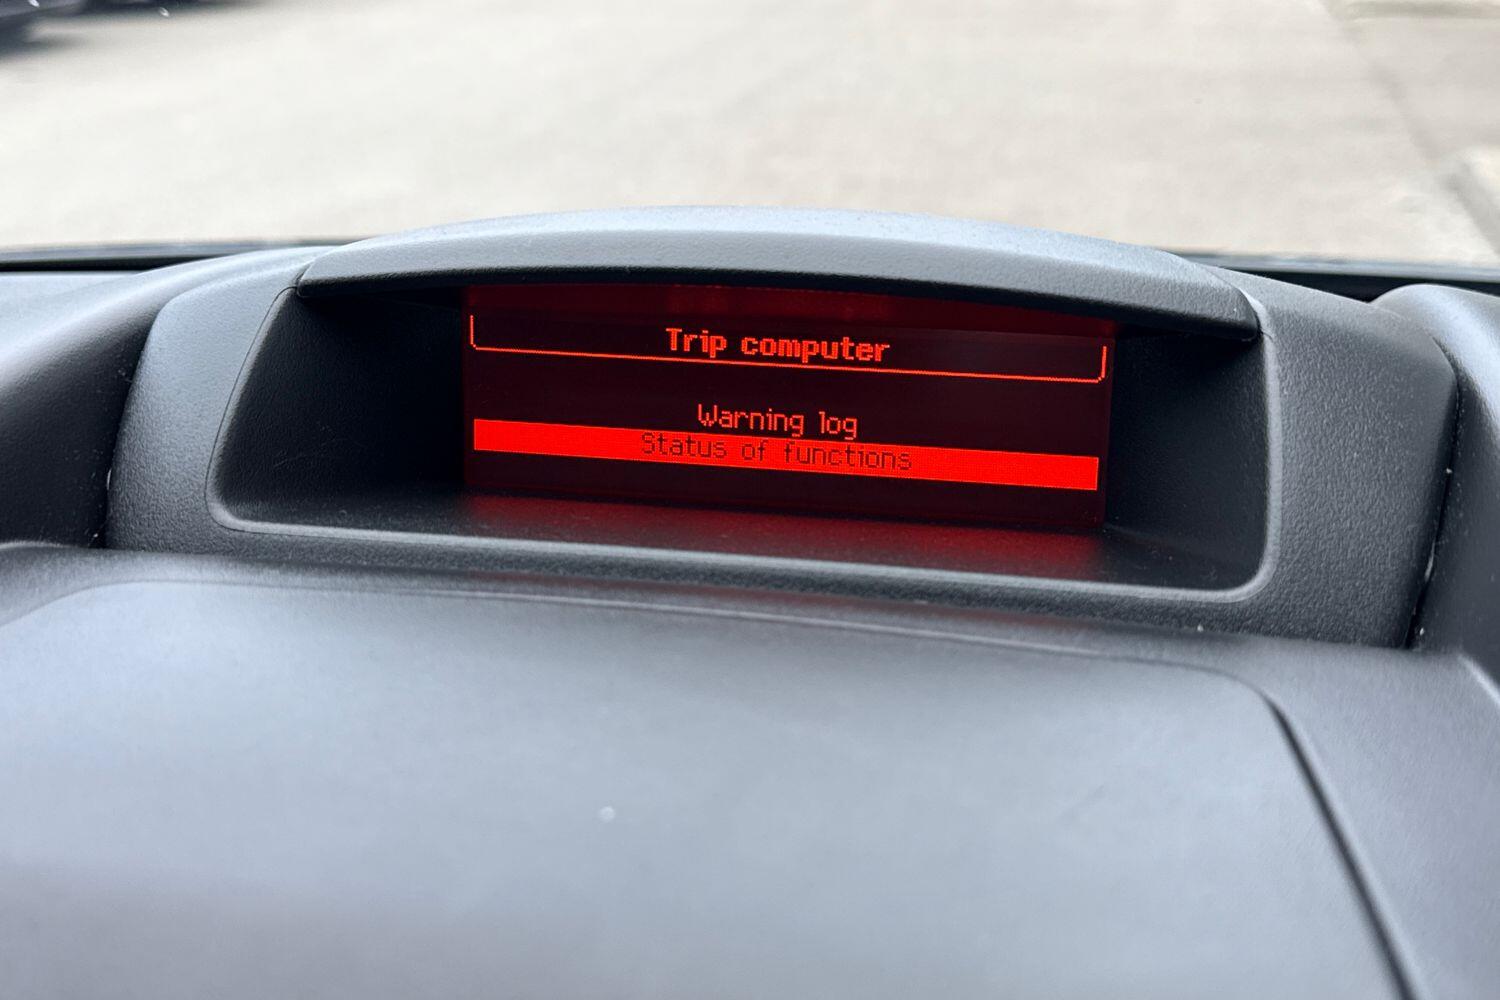 Trip computer
Warning log
Status of functions